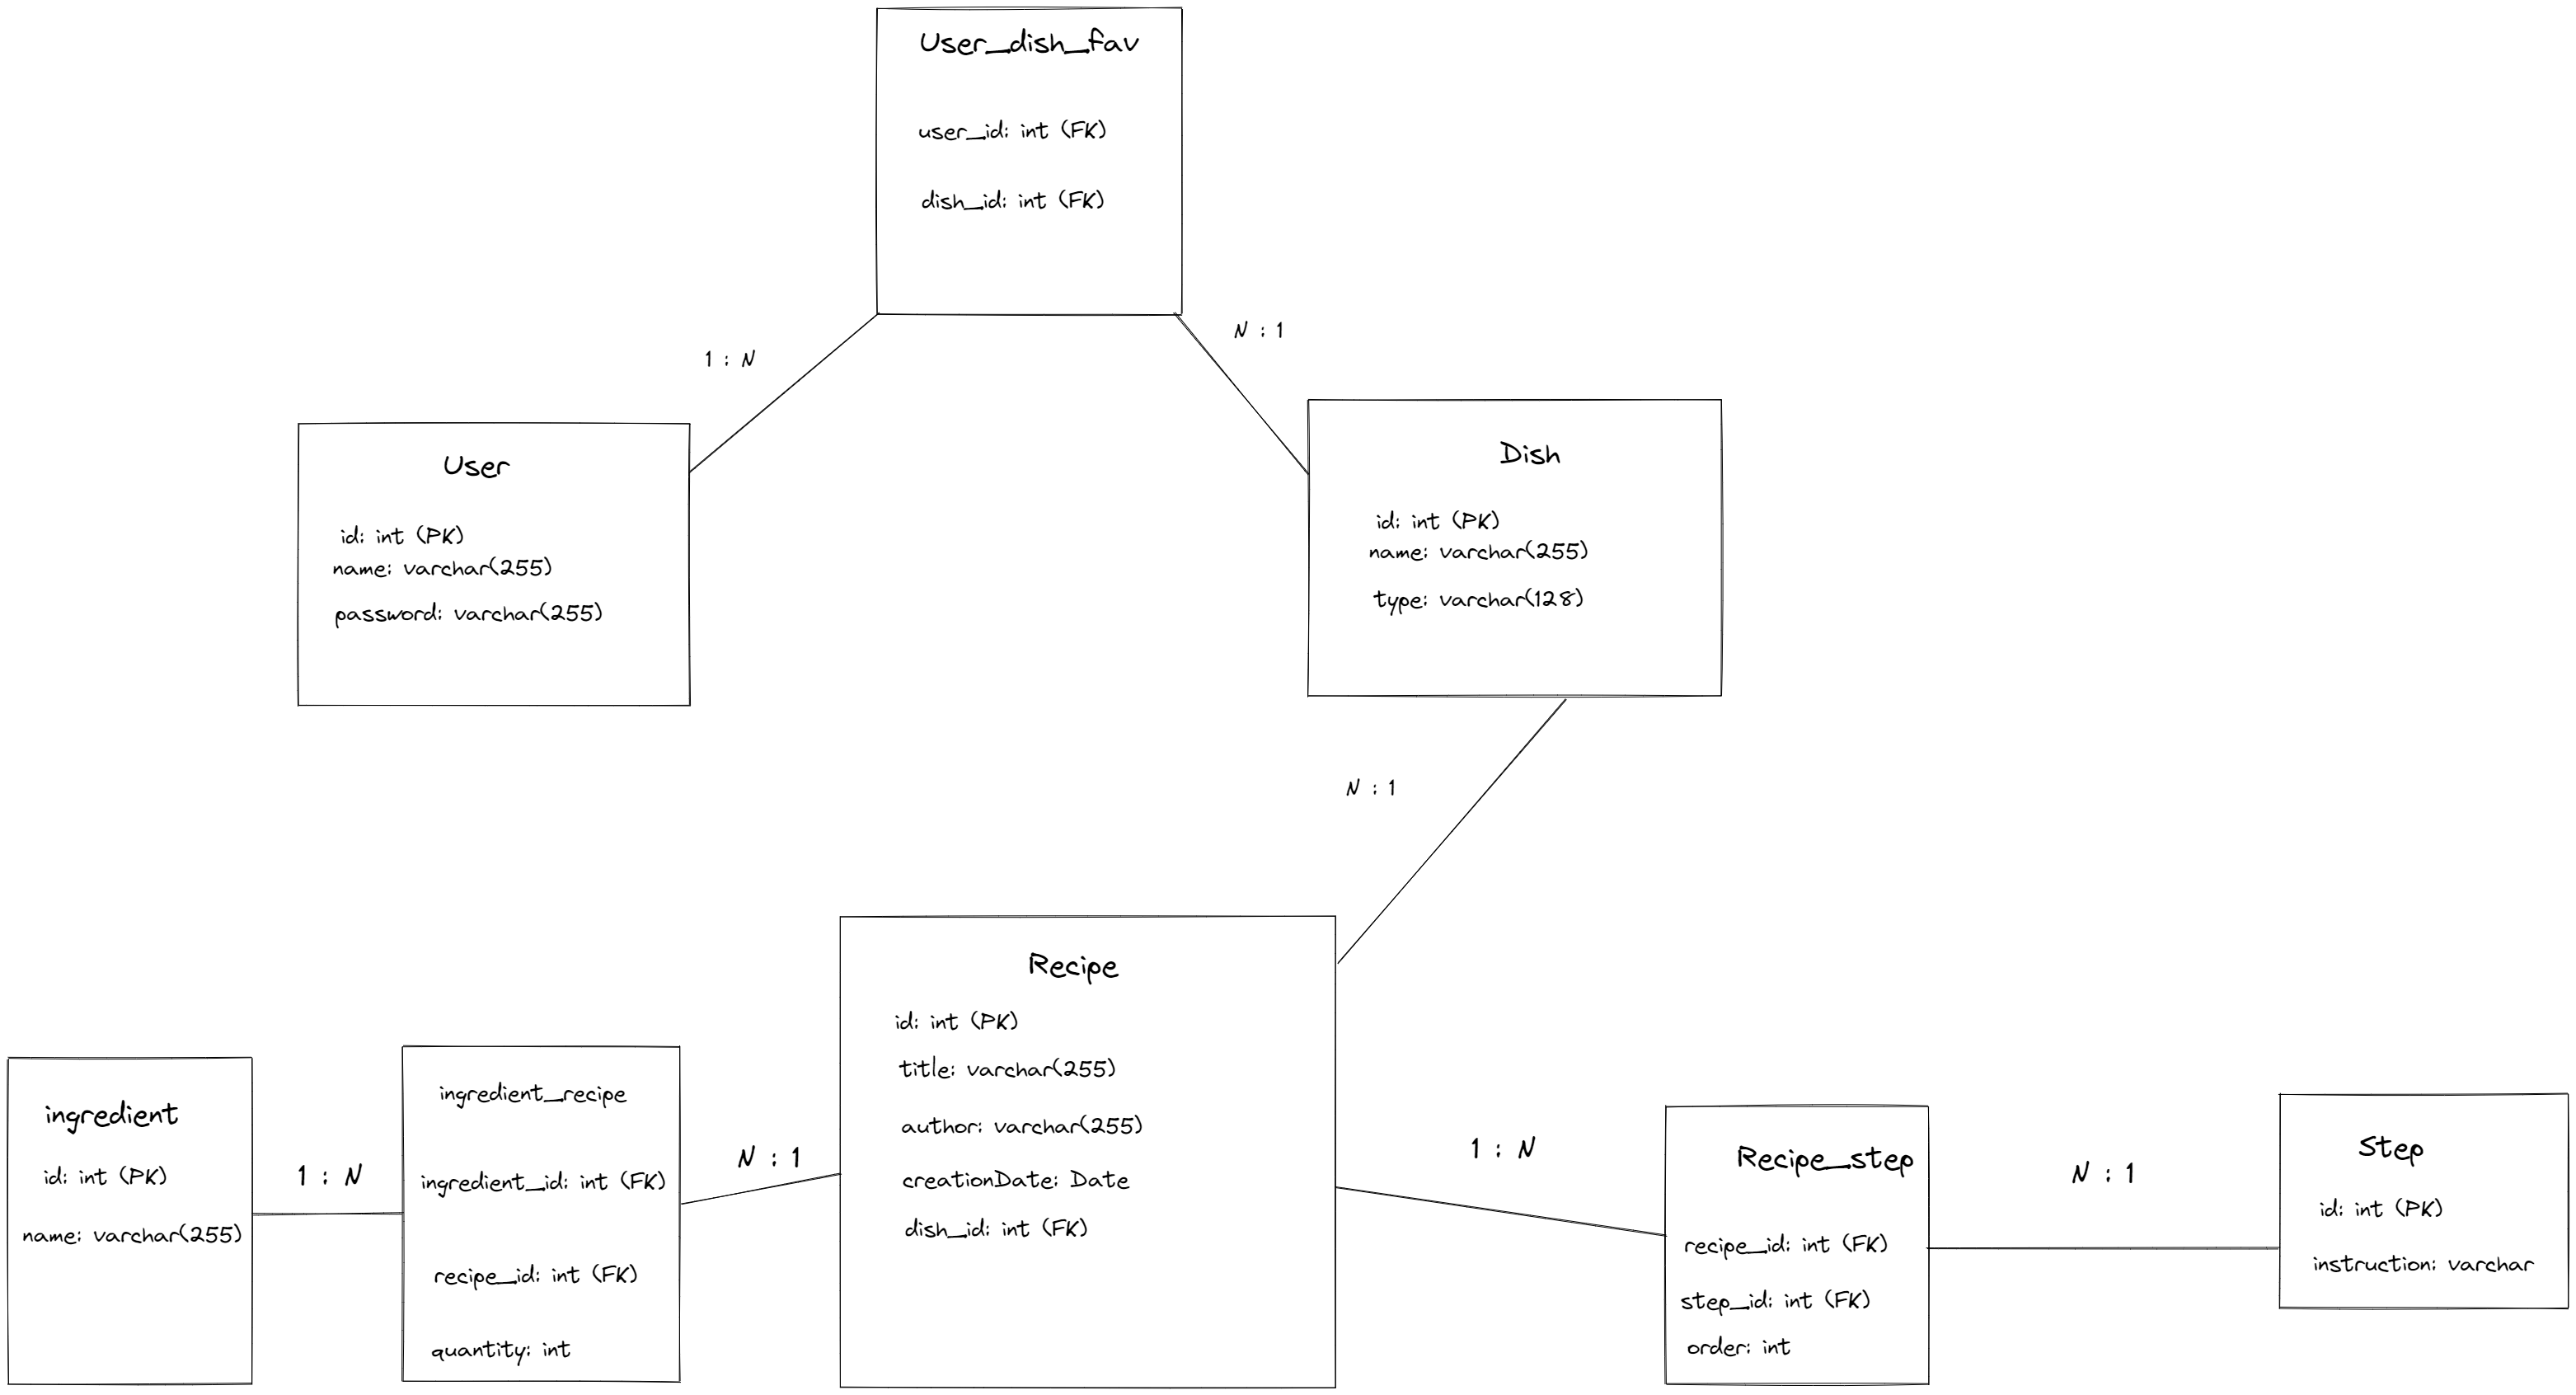 User_dish_fav
user_id: int (FK)
dish_id: int (FK)
1 : N
N : 1
User
id: int (PK)
name: varchar(255)
password: varchar(255)
Dish
id: int (PK)
name: varchar(255)
type: varchar(128)
N : 1
Recipe
id: int (PK)
title: varchar(255)
author: varchar(255)
creationDate: Date
dish_id: int (FK)
ingredient
id: int (PK)
name: varchar(255)
1 : N
ingredient_recipe
ingredient_id: int (FK)
recipe_id: int (FK)
quantity: int
N : 1
1 : N
Recipe_step
recipe_id: int (FK)
step_id: int (FK)
order: int
N : 1
Step
id: int (PK)
instruction: varchar